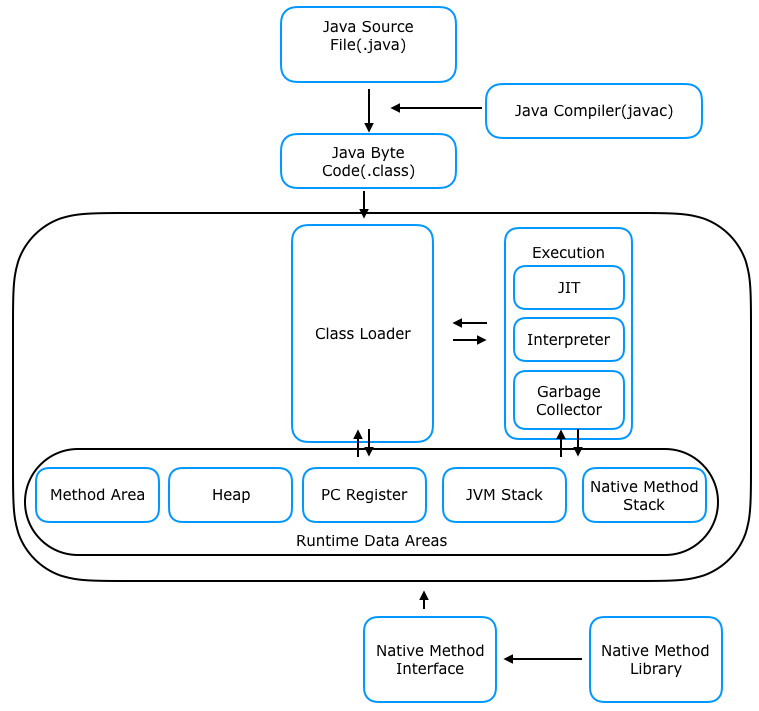 Java Source
File(.java)
Java Compiler(javac)
Java Byte
Code(.class)
Class Loader
Execution
JIT
Interpreter
Garbage
Collector
Method Area
Heap
PC Register
JVM Stack
Native Method
Stack
Runtime Data Areas
Native Method
Interface
Native Method
Library